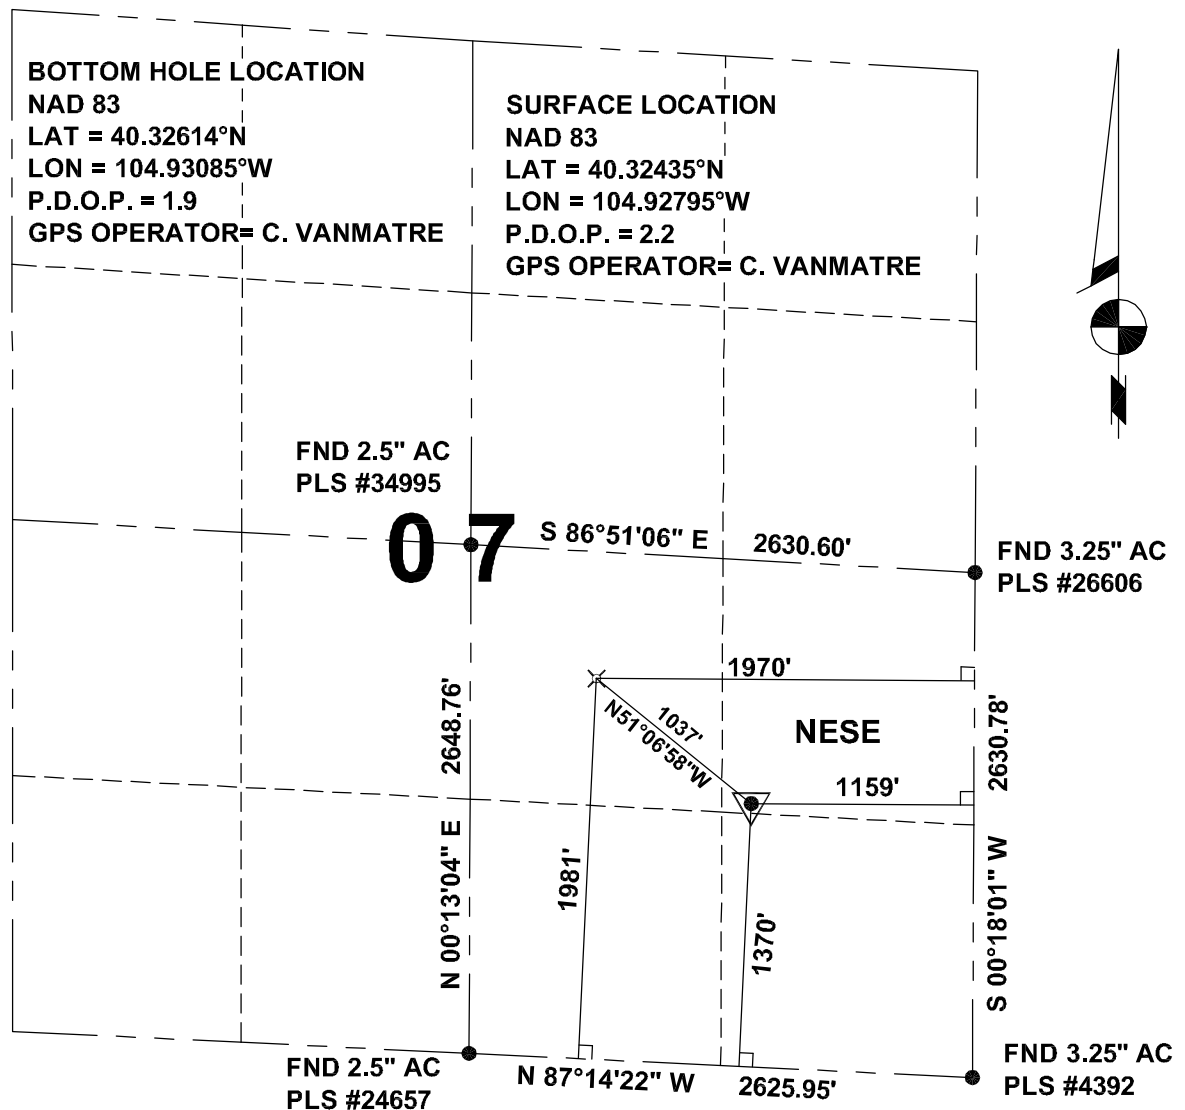 BOTTOM HOLE LOCATION
NAD 83
LAT = 40.32614°N
LON = 104.93085°W
P.D.O.P. = 1.9
GPS OPERATOR= C. VANMATRE
SURFACE LOCATION
NAD 83
LAT = 40.32435°N
LON = 104.92795°W
P.D.O.P. = 2.2
GPS OPERATOR= C. VANMATRE
FND 2.5" AC
PLS #34995
07
S 86°51'06" E
2630.60'
FND 3.25" AC
PLS #26606
1970'
1037'
N51°06'58"W
NESE
2648.76'
2630.78'
1159'
1981'
N 00°13'04" E
1370'
S 00°18'01" W
FND 2.5" AC
PLS #24657
N 87°14'22" W
2625.95'
FND 3.25" AC
PLS #4392